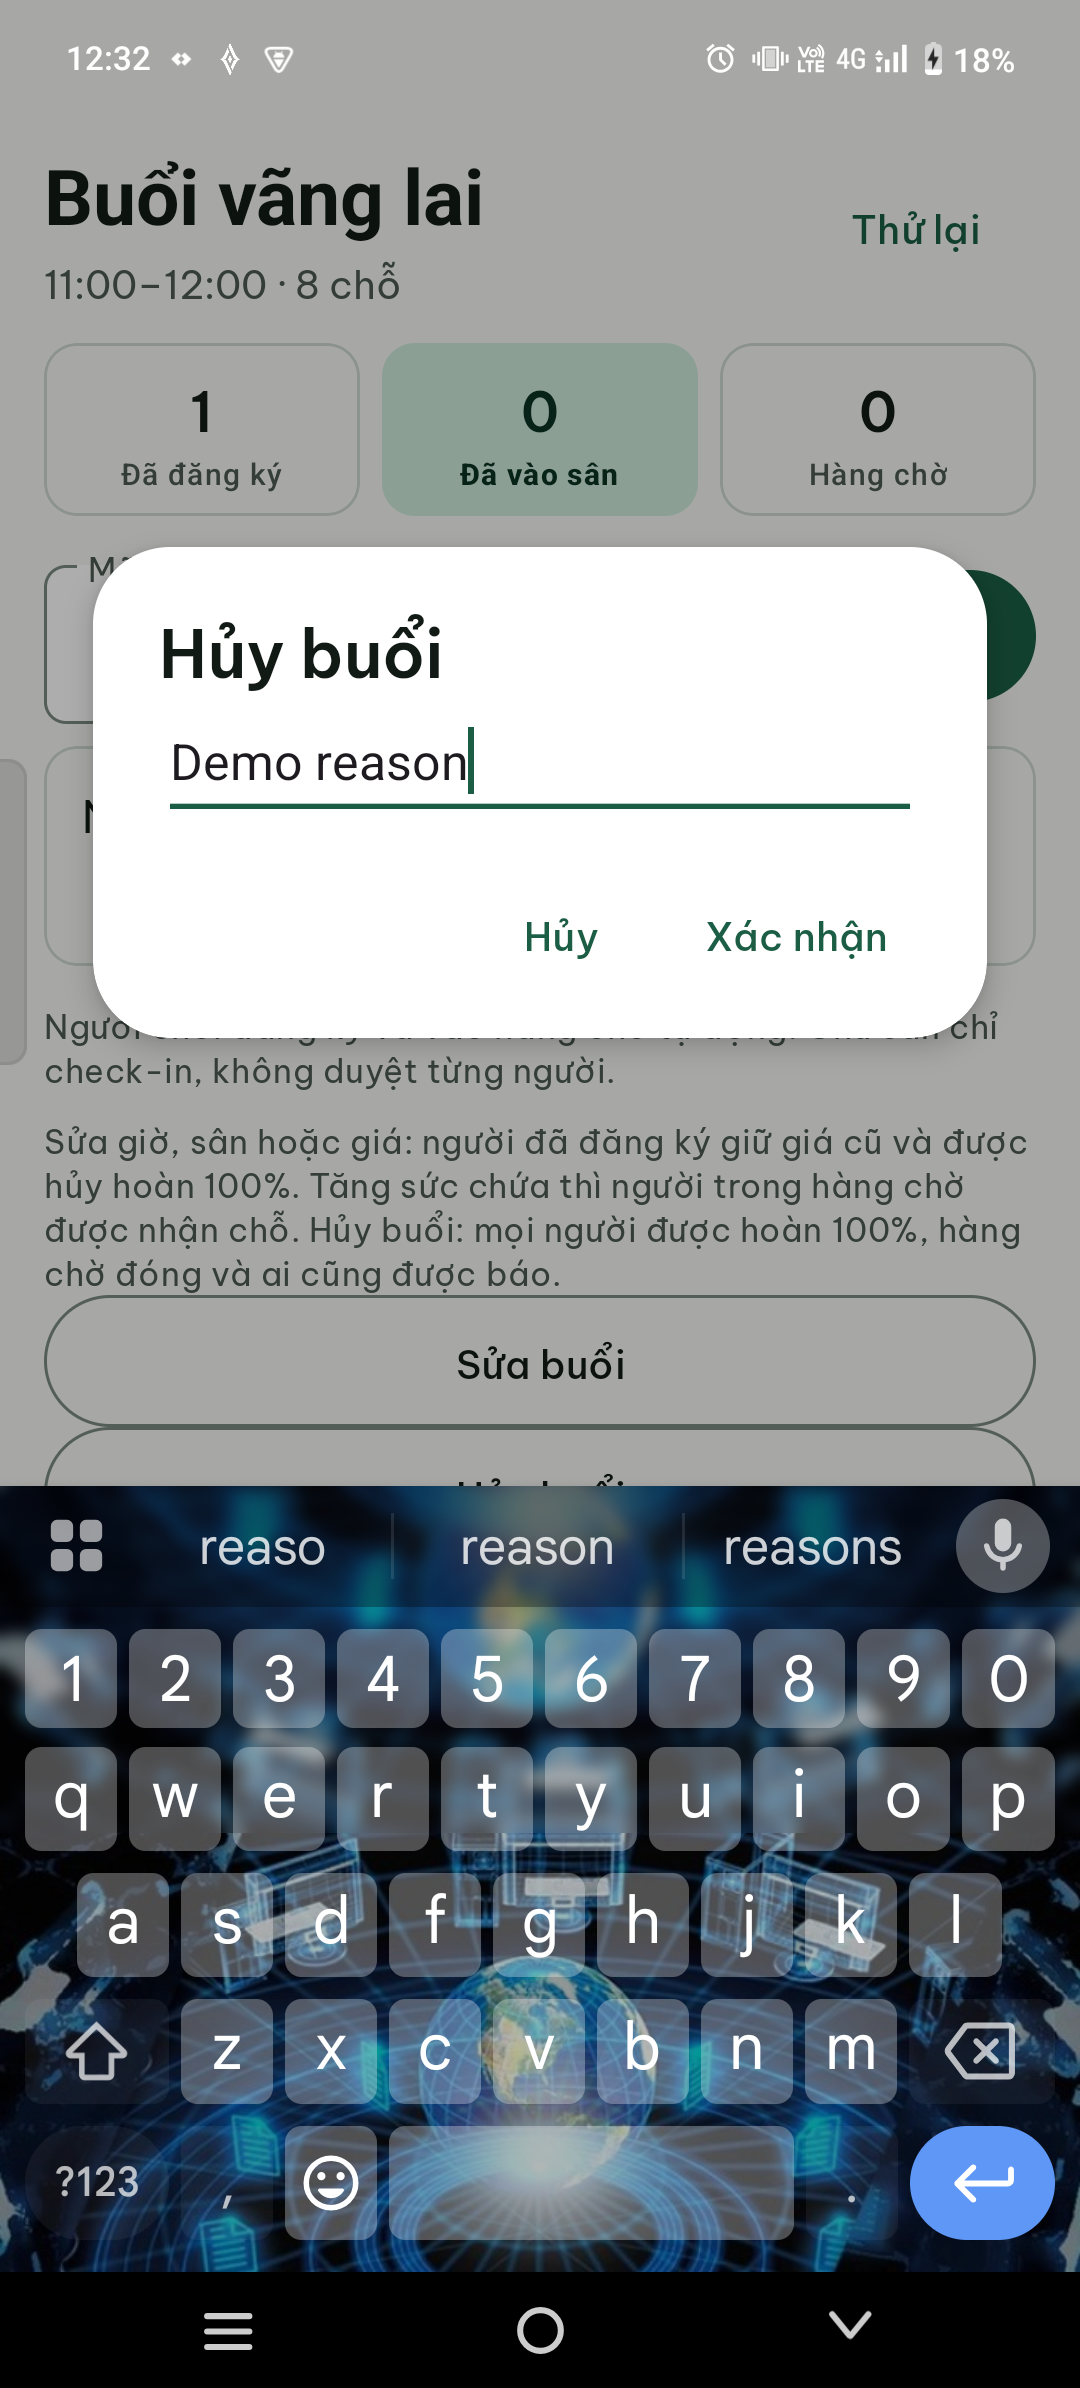 12:32
VoLTE 4G 18%
Buổi vãng lai
Thử lại
11:00–12:00 · 8 chỗ
1
0
0
Đã đăng ký
Đã vào sân
Hàng chờ
Hủy buổi
Demo reason
Hủy
Xác nhận
chỉ
check-in, không duyệt từng người.
Sửa giờ, sân hoặc giá: người đã đăng ký giữ giá cũ và được
hủy hoàn 100%. Tăng sức chứa thì người trong hàng chờ
được nhận chỗ. Hủy buổi: mọi người được hoàn 100%, hàng
chờ đóng và ai cũng được báo.
Sửa buổi
reaso
reason
reasons
1 2 3 4 5 6 7 8 9 0
q w e r t y u i o p
a s d f g h j k l
z x c v b n m
?123 , .